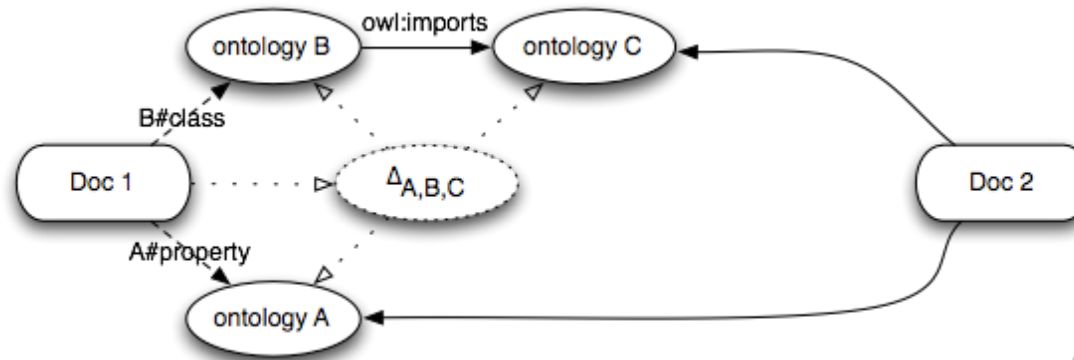 owl:imports
ontology B
ontology C
B#class
Doc 1
ΔA,B,C
Doc 2
A#property
ontology A